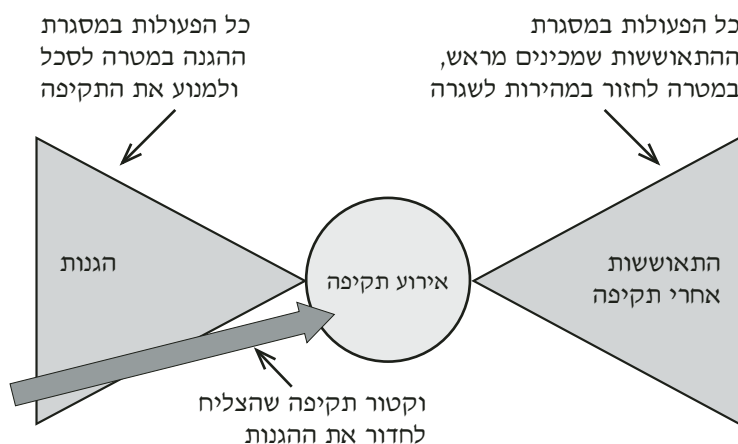 כל הפעולות במסגרת
ההתאוששות שמכינים מראש,
במטרה לחזור במהירות לשגרה
כל הפעולות במסגרת
ההגנה במטרה לסכל
ולמנוע את התקיפה
התאוששות
אחרי תקיפה
אירוע תקיפה
הגנות
וקטור תקיפה שהצליח
לחדור את ההגנות